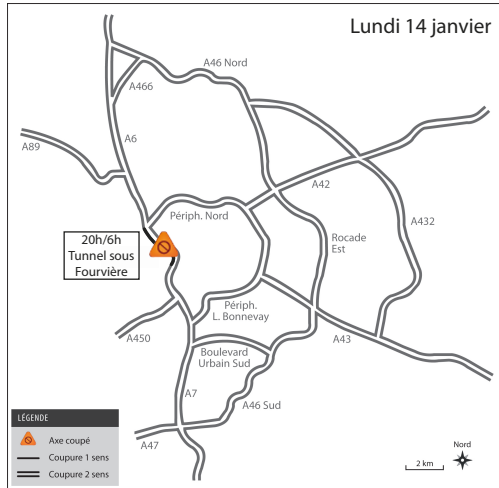 Lundi 14 janvier
A46 Nord
A466
A6
A89
A42
Périph. Nord
A432
20h/6h
Tunnel sous
Fourvière
Rocade
Est
Périph.
L. Bonnevay
A450
A43
Boulevard
Urbain Sud
A7
A46 Sud
A47
LÉGENDE
Axe coupé
Coupure 1 sens
Coupure 2 sens
Nord
2 km